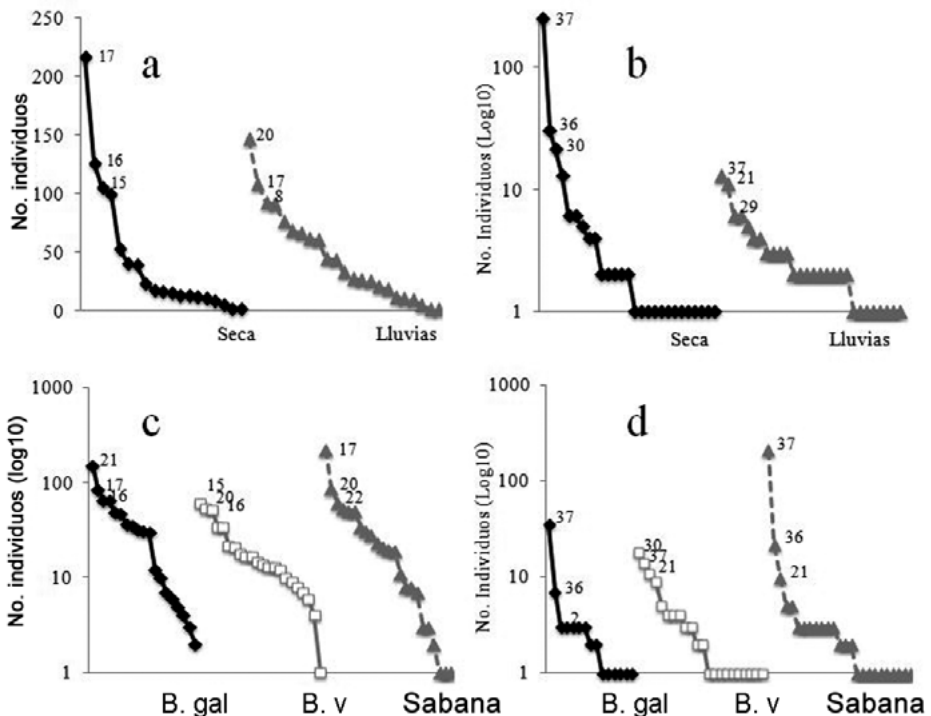 No. individuos
250
200
150
100
50
0
a
17
16
15
20
17
8
Seca
Lluvias
No. Individuos (Log10)
100
10
1
b
37
36
30
37
21
29
Seca
Lluvias
No. individuos (log10)
1000
100
10
1
c
21
17
16
15
20
16
17
20
22
B. gal
B. v
Sabana
No. Individuos (Log10)
1000
100
10
1
d
37
36
2
30
37
21
37
36
21
B. gal
B. v
Sabana